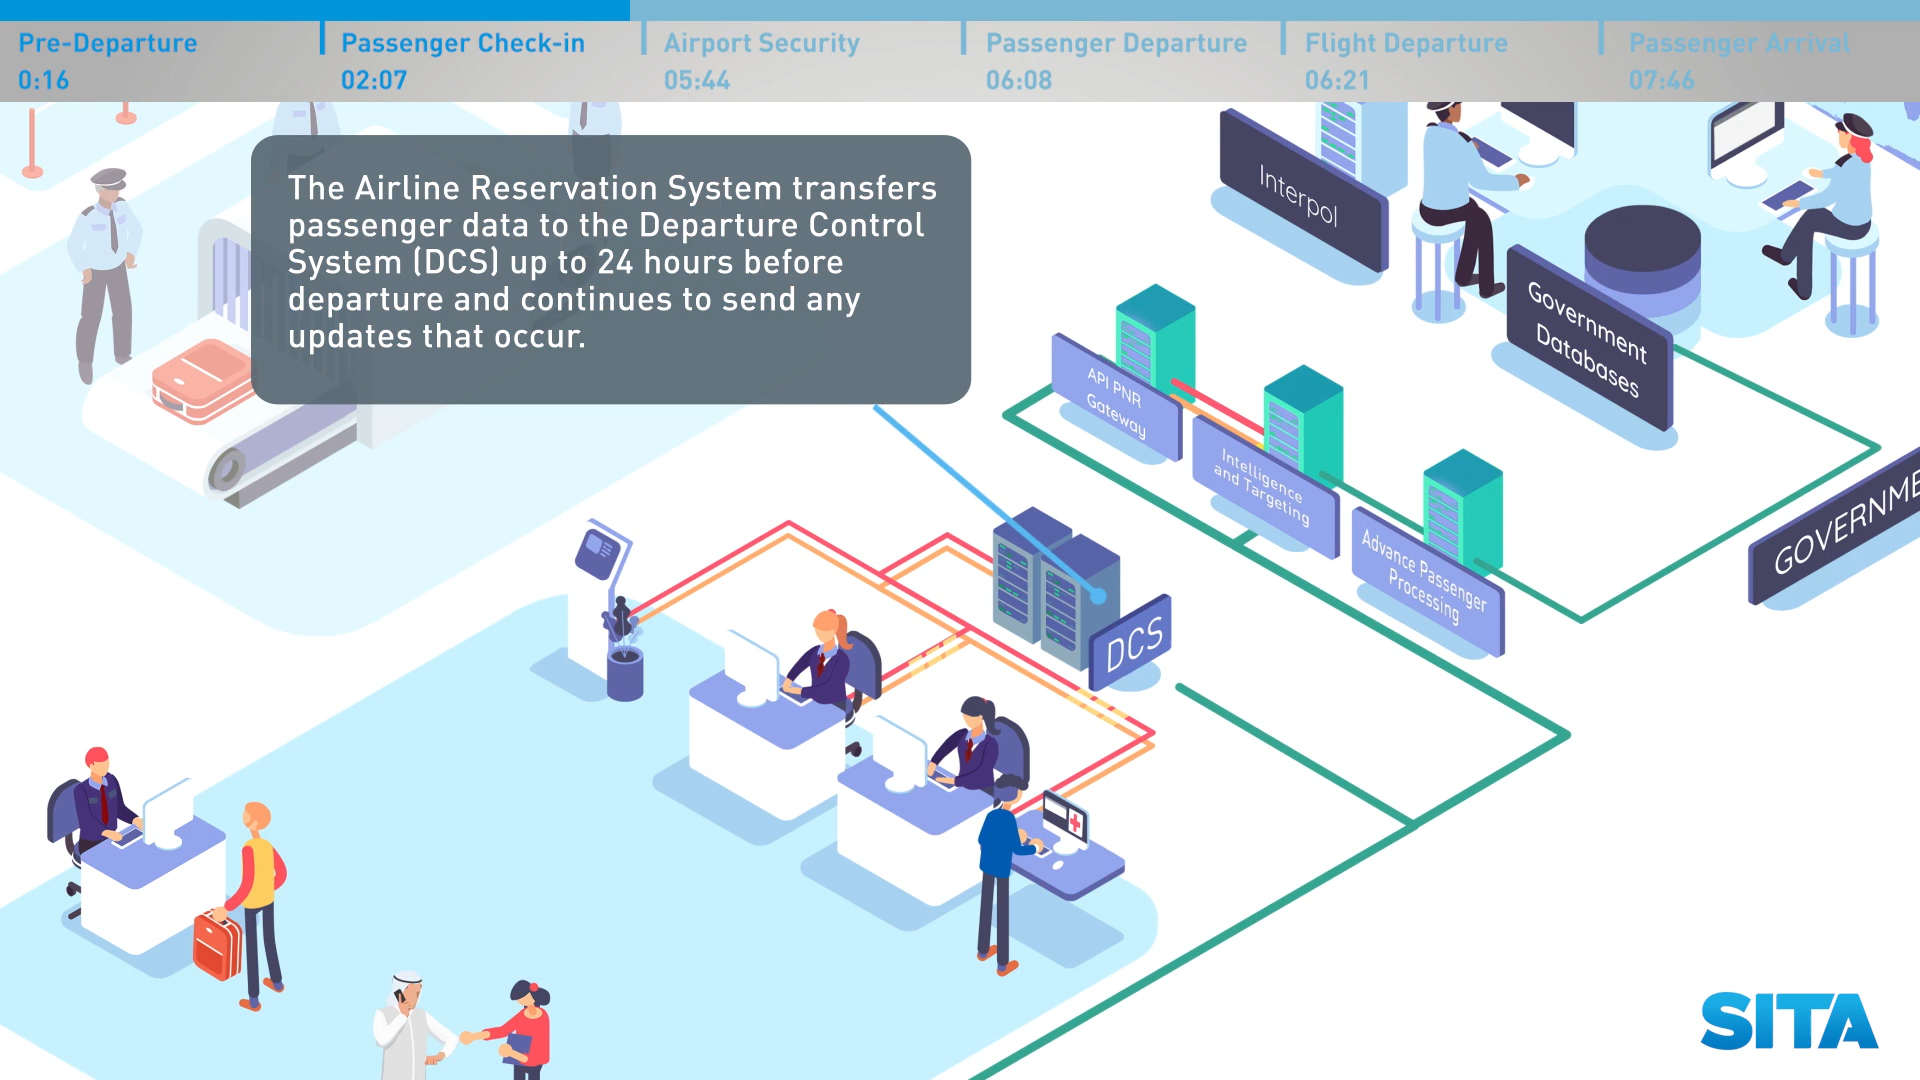 Pre-Departure
0:16
Passenger Check-in
02:07
Airport Security
05:44
Passenger Departure
06:08
Flight Departure
06:21
Passenger Arrival
07:46
The Airline Reservation System transfers
passenger data to the Departure Control
System (DCS) up to 24 hours before
departure and continues to send any
updates that occur.
Interpol
Government
Databases
API PNR
Gateway
Intelligence
and Targeting
Advance Passenger
Processing
GOVERNME
DCS
SITA